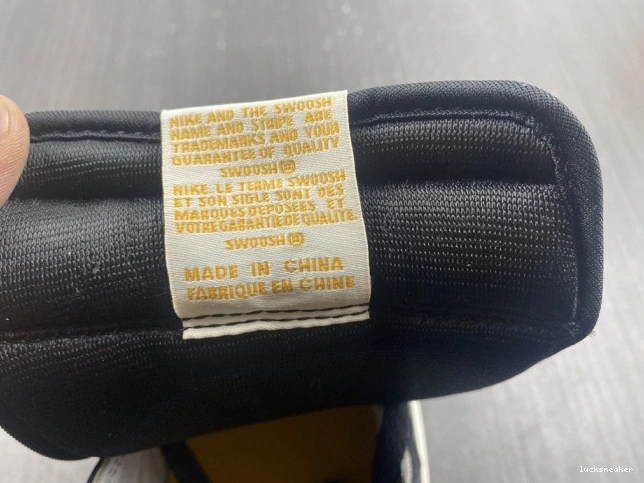 NIKE AND THE SWOOSH
NAME AND STRIPE ARE
TRADEMARKS AND YOUR
GUARANTEE OF QUALITY
SWOOSH®
NIKE, LE TERME SWOOSH
ET SON SIGLE SONT DES
MARQUES DEPOSEES ET
VOTRE GARANTIE DE QUALITE.
SWOOSH®
MADE IN CHINA
FABRIQUE EN CHINE
lucksneaker